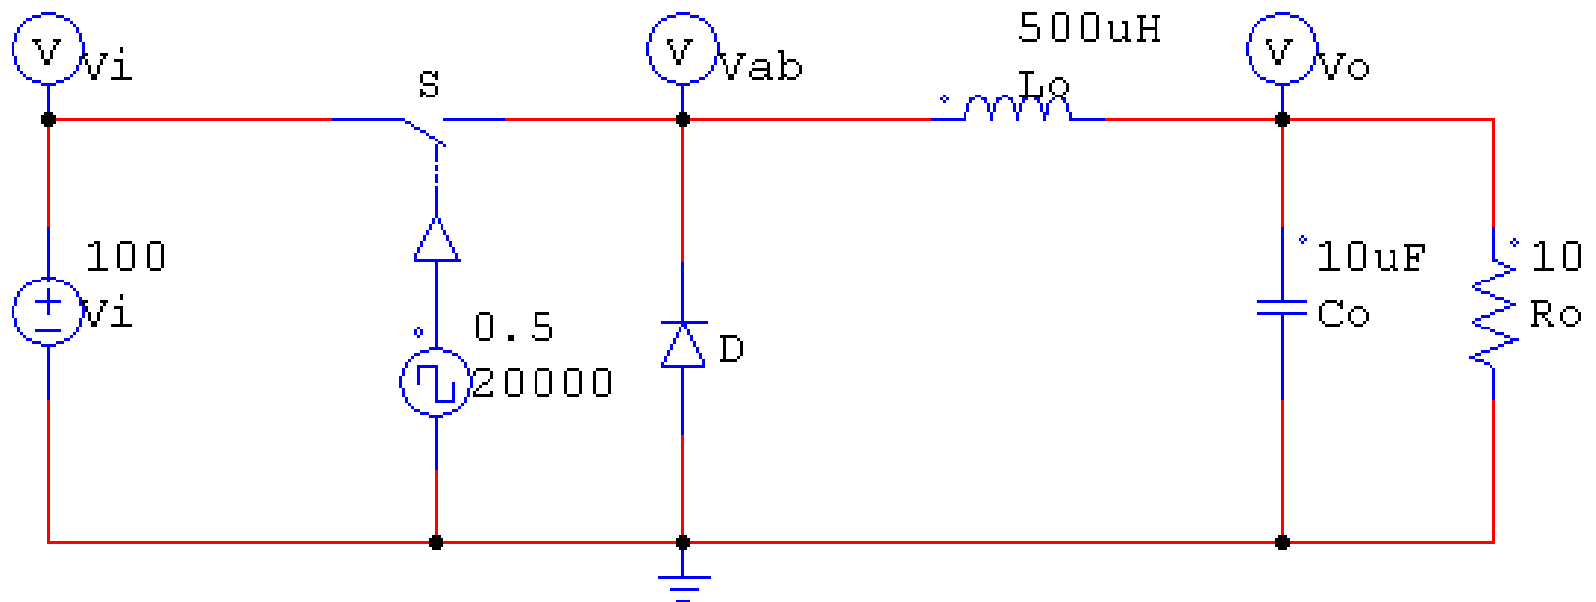 V Vi
S
V Vab
500uH
Lo
V Vo
100
Vi
0.5
20000
D
10uF
Co
10
Ro